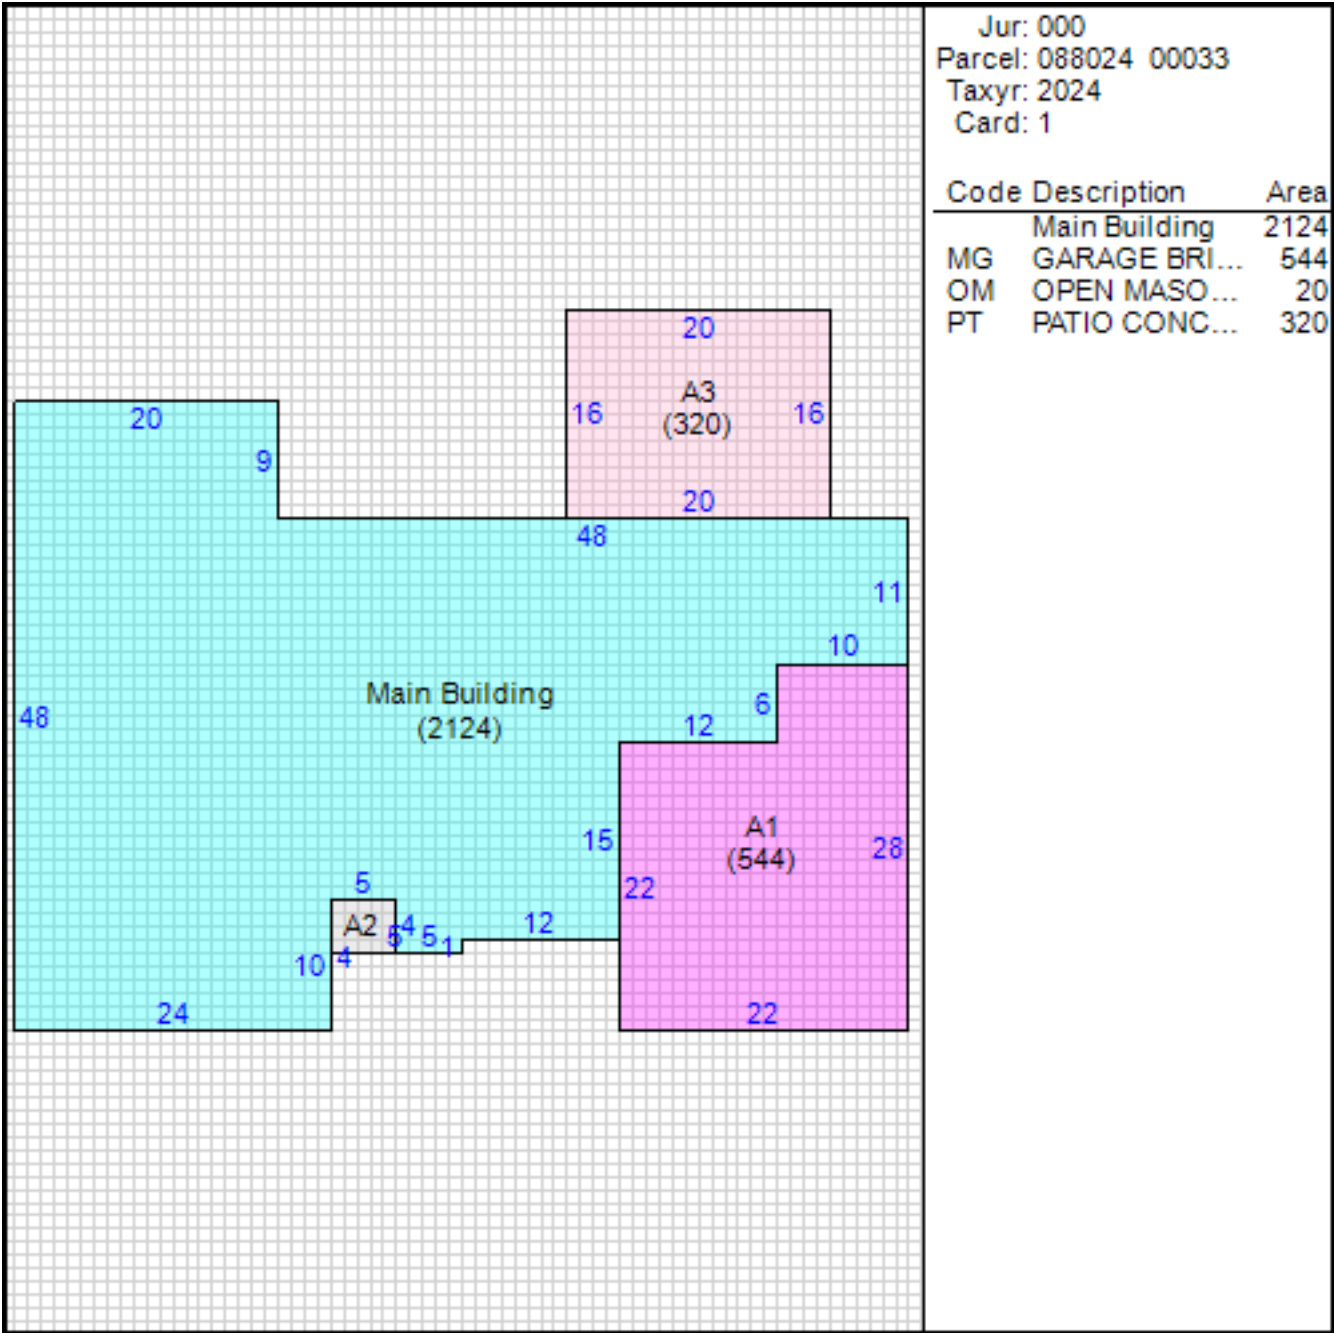 Jur: 000
Parcel: 088024 00033
Taxyr: 2024
Card: 1
Code Description Area
Main Building 2124
MG GARAGE BRI... 544
OM OPEN MASO... 20
PT PATIO CONC... 320
20
A3
(320)
16 16
20
20
9
48
11
10
Main Building
(2124)
48
6
12
A1
(544)
15
28
22
5
A2
4
5
5
1
12
10
4
24
22